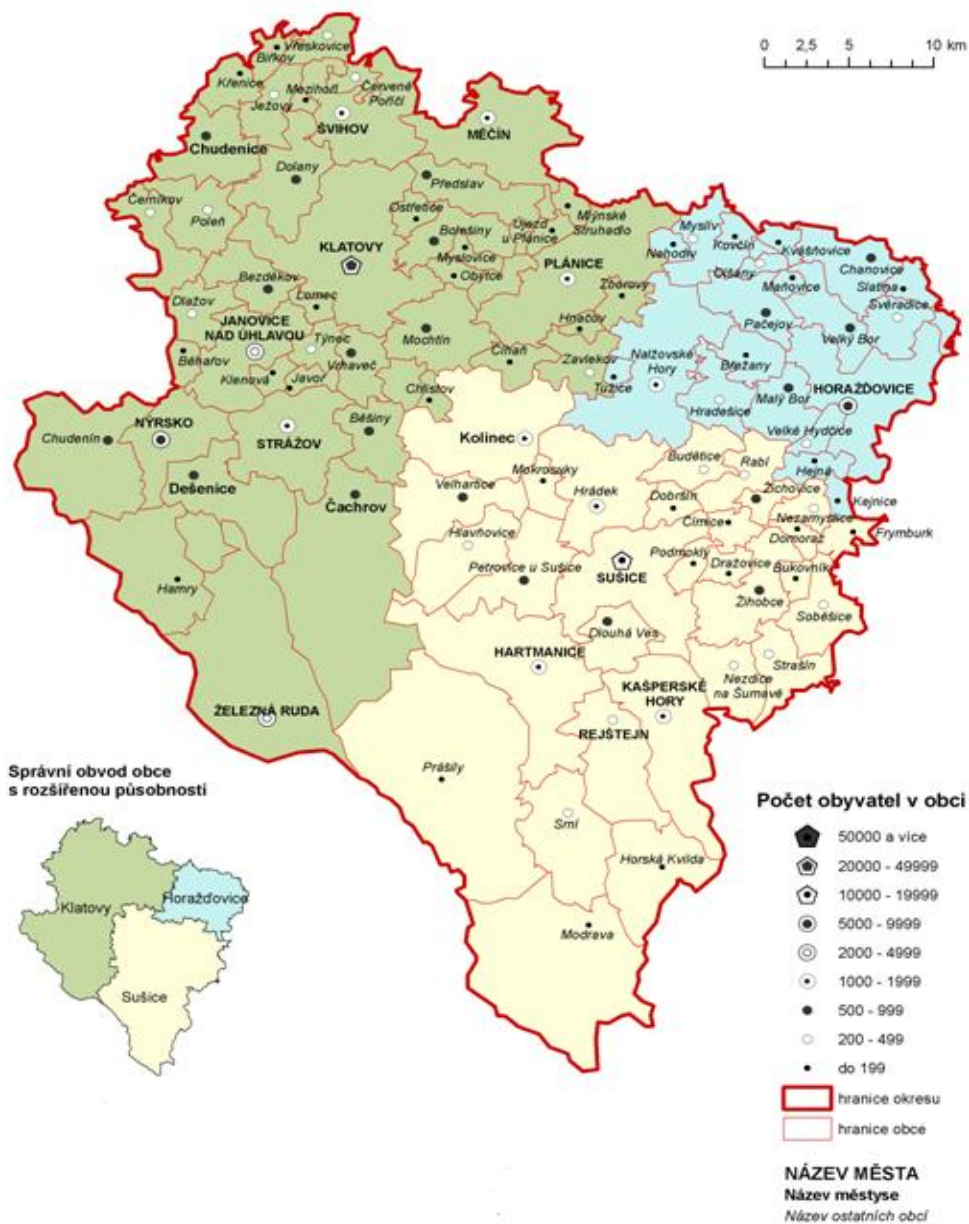 0 2,5 5 10 km
Vřeskovice
Biřkov
Křenice
Mezihoří
Červené
Poříčí
Ježovy
ŠVIHOV
MĚČÍN
Chudenice
Dolany
Předslav
Černíkov
Poleň
Ostřetice
Mlýnské
Struhadlo
Újezd
u Plánice
Bolešiny
Myslovice
KLATOVY
Obytce
PLÁNICE
Myslív
Nehodiv
Kovčín
Kvášňovice
Olšany
Chanovice
Maňovice
Slatina
Svéradice
Bezděkov
Zborovy
Dlažov
Lomec
JANOVICE
NAD ÚHLAVOU
Týnec
Mochtín
Hnačov
Pačejov
Velký Bor
Běhařov
Vrhaveč
Číhaň
Zavlekov
Nalžovské
Hory
Břežany
Klenová
Javor
Tužice
Chlistov
Malý Bor
HORAŽĎOVICE
Hradešice
NÝRSKO
Chudenín
STRÁŽOV
Běšiny
Kolinec
Velké Hydčice
Budětice
Rabí
Hejná
Mokrosuky
Dešenice
Čachrov
Velhartice
Hrádek
Dobršín
Žichovice
Kejnice
Nezamyslice
Čímice
Domoraz
Frymburk
Hlavňovice
Petrovice u Sušice
SUŠICE
Podmokly
Dražovice
Bukovník
Hamry
Žihobce
Soběšice
Dlouhá Ves
HARTMANICE
Strašín
Nezdice
na Šumavě
KAŠPERSKÉ
HORY
ŽELEZNÁ RUDA
REJŠTEJN
Prášily
Srní
Horská Kvilda
Modrava
Správní obvod obce
s rozšířenou působností
Klatovy
Horažďovice
Sušice
Počet obyvatel v obci
50000 a více
20000 - 49999
10000 - 19999
5000 - 9999
2000 - 4999
1000 - 1999
500 - 999
200 - 499
do 199
hranice okresu
hranice obce
NÁZEV MĚSTA
Název městyse
Název ostatních obcí